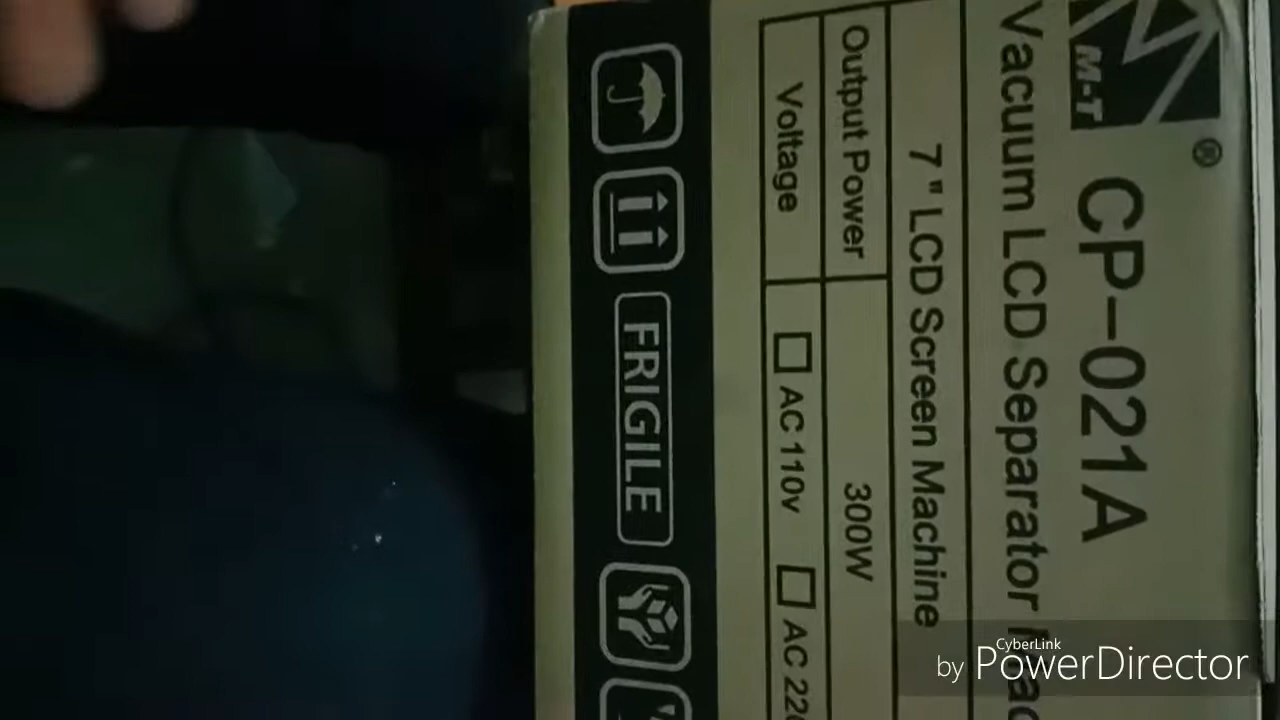 M-T ®
CP-021A
Vacuum LCD Separator
7" LCD Screen Machine
Output Power 300W
Voltage AC 110v AC
FRIGILE
CyberLink
by PowerDirector